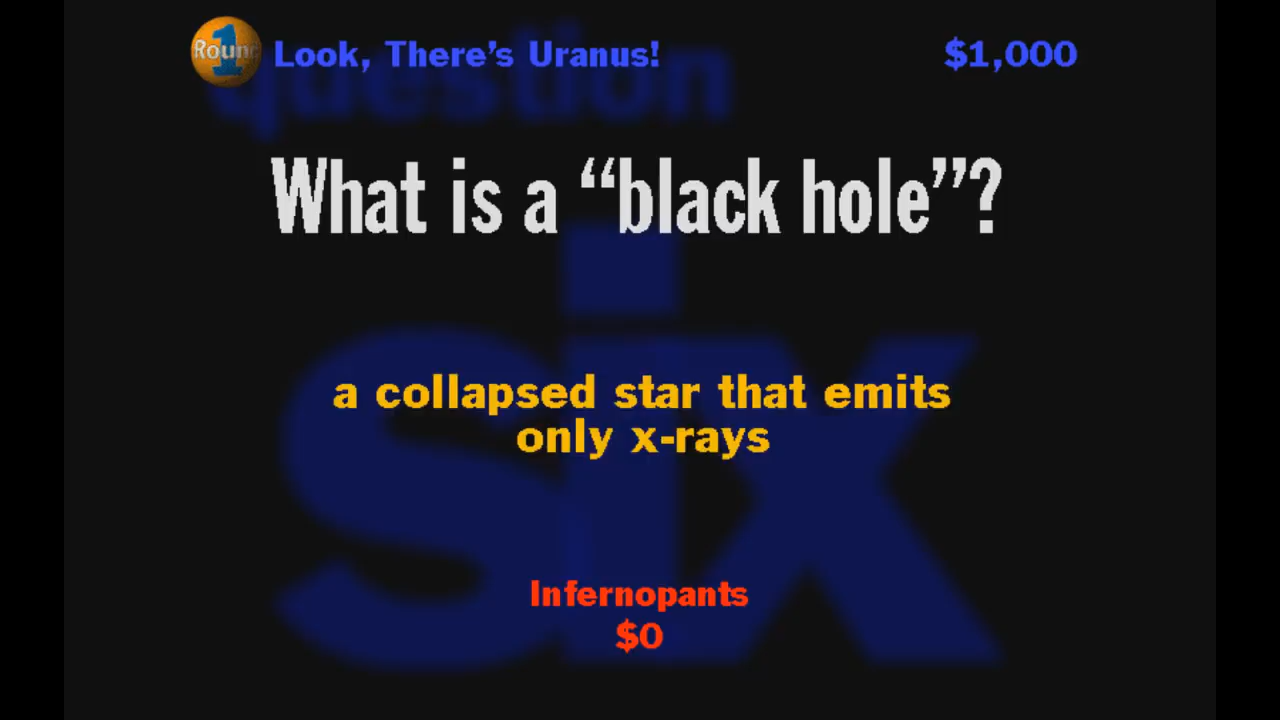 Round 1 Look, There's Uranus! $1,000
question
What is a “black hole”?
six
a collapsed star that emits
only x-rays
Infernopants
$0